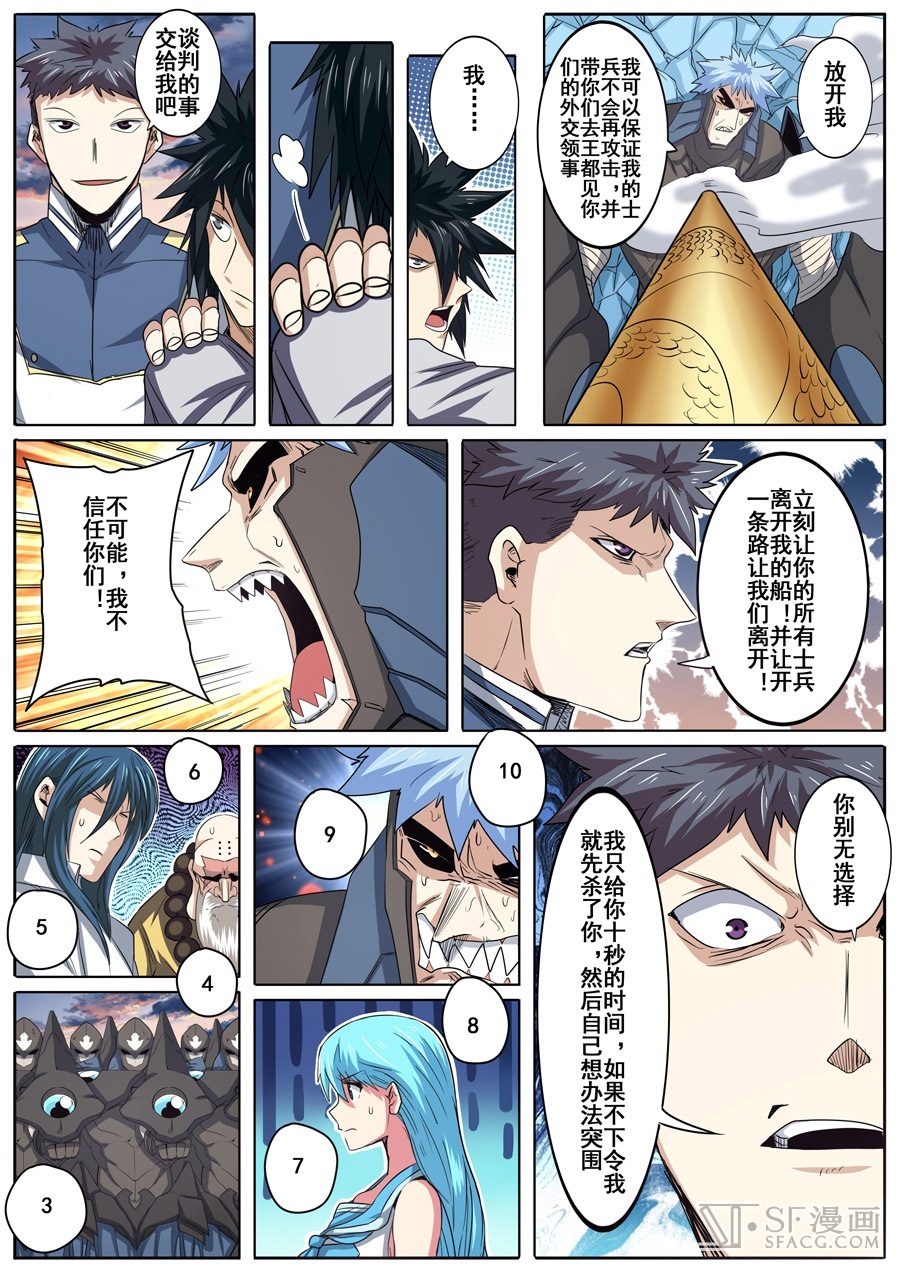 放开我
我可以保证我的士
兵不会再攻击，并
带你们去王都见你
们的外交领事
我……
谈判的事
交给我吧
立刻让你的所有士兵
离开我的船！并让开
一条路让我们离开！
不可能，我不
信任你们！
你别无选择
我只给你十秒的时间，如果不下令我
就先杀了你，然后自己想办法突围
10
9
8
7
6
5
4
3
SF漫画
SFACG.COM